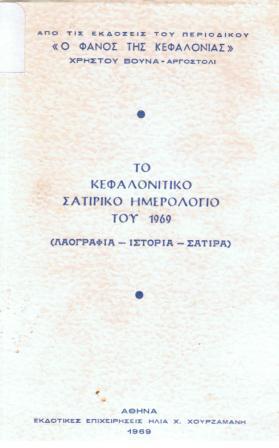 ΑΠΟ ΤΙΣ ΕΚΔΟΣΕΙΣ ΤΟΥ ΠΕΡΙΟΔΙΚΟΥ
«Ο ΦΑΝΟΣ ΤΗΣ ΚΕΦΑΛΟΝΙΑΣ»
ΧΡΗΣΤΟΥ ΒΟΥΝΑ - ΑΡΓΟΣΤΟΛΙ
ΤΟ
ΚΕΦΑΛΟΝΙΤΙΚΟ
ΣΑΤΙΡΙΚΟ ΗΜΕΡΟΛΟΓΙΟ
ΤΟΥ 1969
(ΛΑΟΓΡΑΦΙΑ – ΙΣΤΟΡΙΑ – ΣΑΤΙΡΑ)
ΑΘΗΝΑ
ΕΚΔΟΤΙΚΕΣ ΕΠΙΧΕΙΡΗΣΕΙΣ ΗΛΙΑ Χ. ΧΟΥΡΖΑΜΑΝΗ
1969